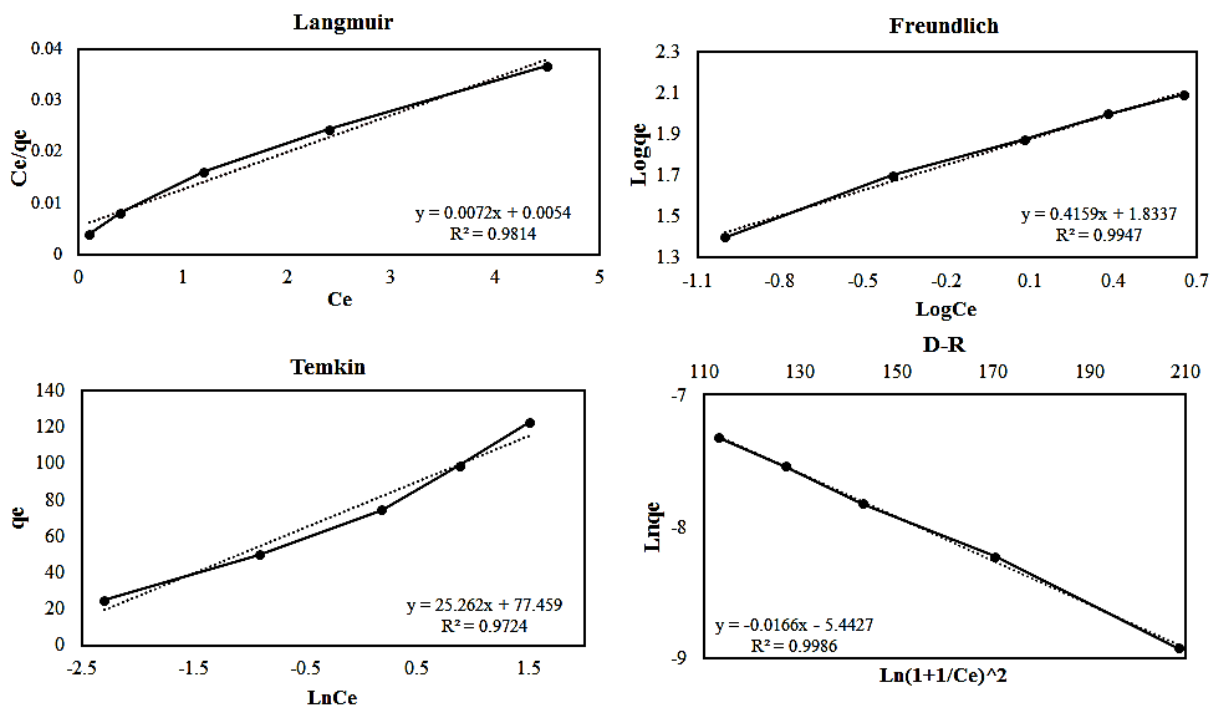 Langmuir
0.04
0.03
0.02
0.01
0
Ce/qe
y = 0.0072x + 0.0054
R² = 0.9814
0 1 2 3 4 5
Ce
Freundlich
2.3
2.1
1.9
1.7
1.5
1.3
Logqe
y = 0.4159x + 1.8337
R² = 0.9947
-1.1 -0.8 -0.5 -0.2 0.1 0.4 0.7
LogCe
Temkin
140
120
100
80
60
40
20
0
qe
y = 25.262x + 77.459
R² = 0.9724
-2.5 -1.5 -0.5 0.5 1.5
LnCe
D-R
110 130 150 170 190 210
-7
-8
-9
Lnqe
y = -0.0166x - 5.4427
R² = 0.9986
Ln(1+1/Ce)^2